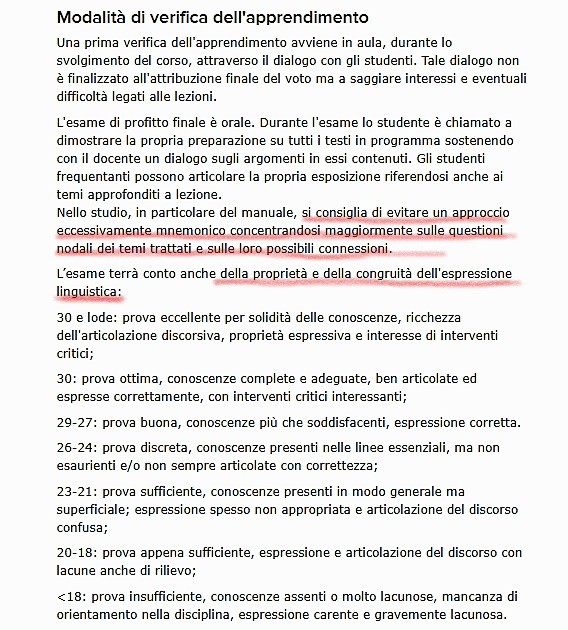 Modalità di verifica dell'apprendimento
Una prima verifica dell'apprendimento avviene in aula, durante lo
svolgimento del corso, attraverso il dialogo con gli studenti. Tale dialogo non
è finalizzato all'attribuzione finale del voto ma a saggiare interessi e eventuali
difficoltà legati alle lezioni.
L'esame di profitto finale è orale. Durante l'esame lo studente è chiamato a
dimostrare la propria preparazione su tutti i testi in programma sostenendo
con il docente un dialogo sugli argomenti in essi contenuti. Gli studenti
frequentanti possono articolare la propria esposizione riferendosi anche ai
temi approfonditi a lezione.
Nello studio, in particolare del manuale, si consiglia di evitare un approccio
eccessivamente mnemonico concentrandosi maggiormente sulle questioni
nodali dei temi trattati e sulle loro possibili connessioni.
L'esame terrà conto anche della proprietà e della congruità dell'espressione
linguistica:
30 e lode: prova eccellente per solidità delle conoscenze, ricchezza
dell'articolazione discorsiva, proprietà espressiva e interesse di interventi
critici;
30: prova ottima, conoscenze complete e adeguate, ben articolate ed
espresse correttamente, con interventi critici interessanti;
29-27: prova buona, conoscenze più che soddisfacenti, espressione corretta.
26-24: prova discreta, conoscenze presenti nelle linee essenziali, ma non
esaurienti e/o non sempre articolate con correttezza;
23-21: prova sufficiente, conoscenze presenti in modo generale ma
superficiale; espressione spesso non appropriata e articolazione del discorso
confusa;
20-18: prova appena sufficiente, espressione e articolazione del discorso con
lacune anche di rilievo;
<18: prova insufficiente, conoscenze assenti o molto lacunose, mancanza di
orientamento nella disciplina, espressione carente e gravemente lacunosa.